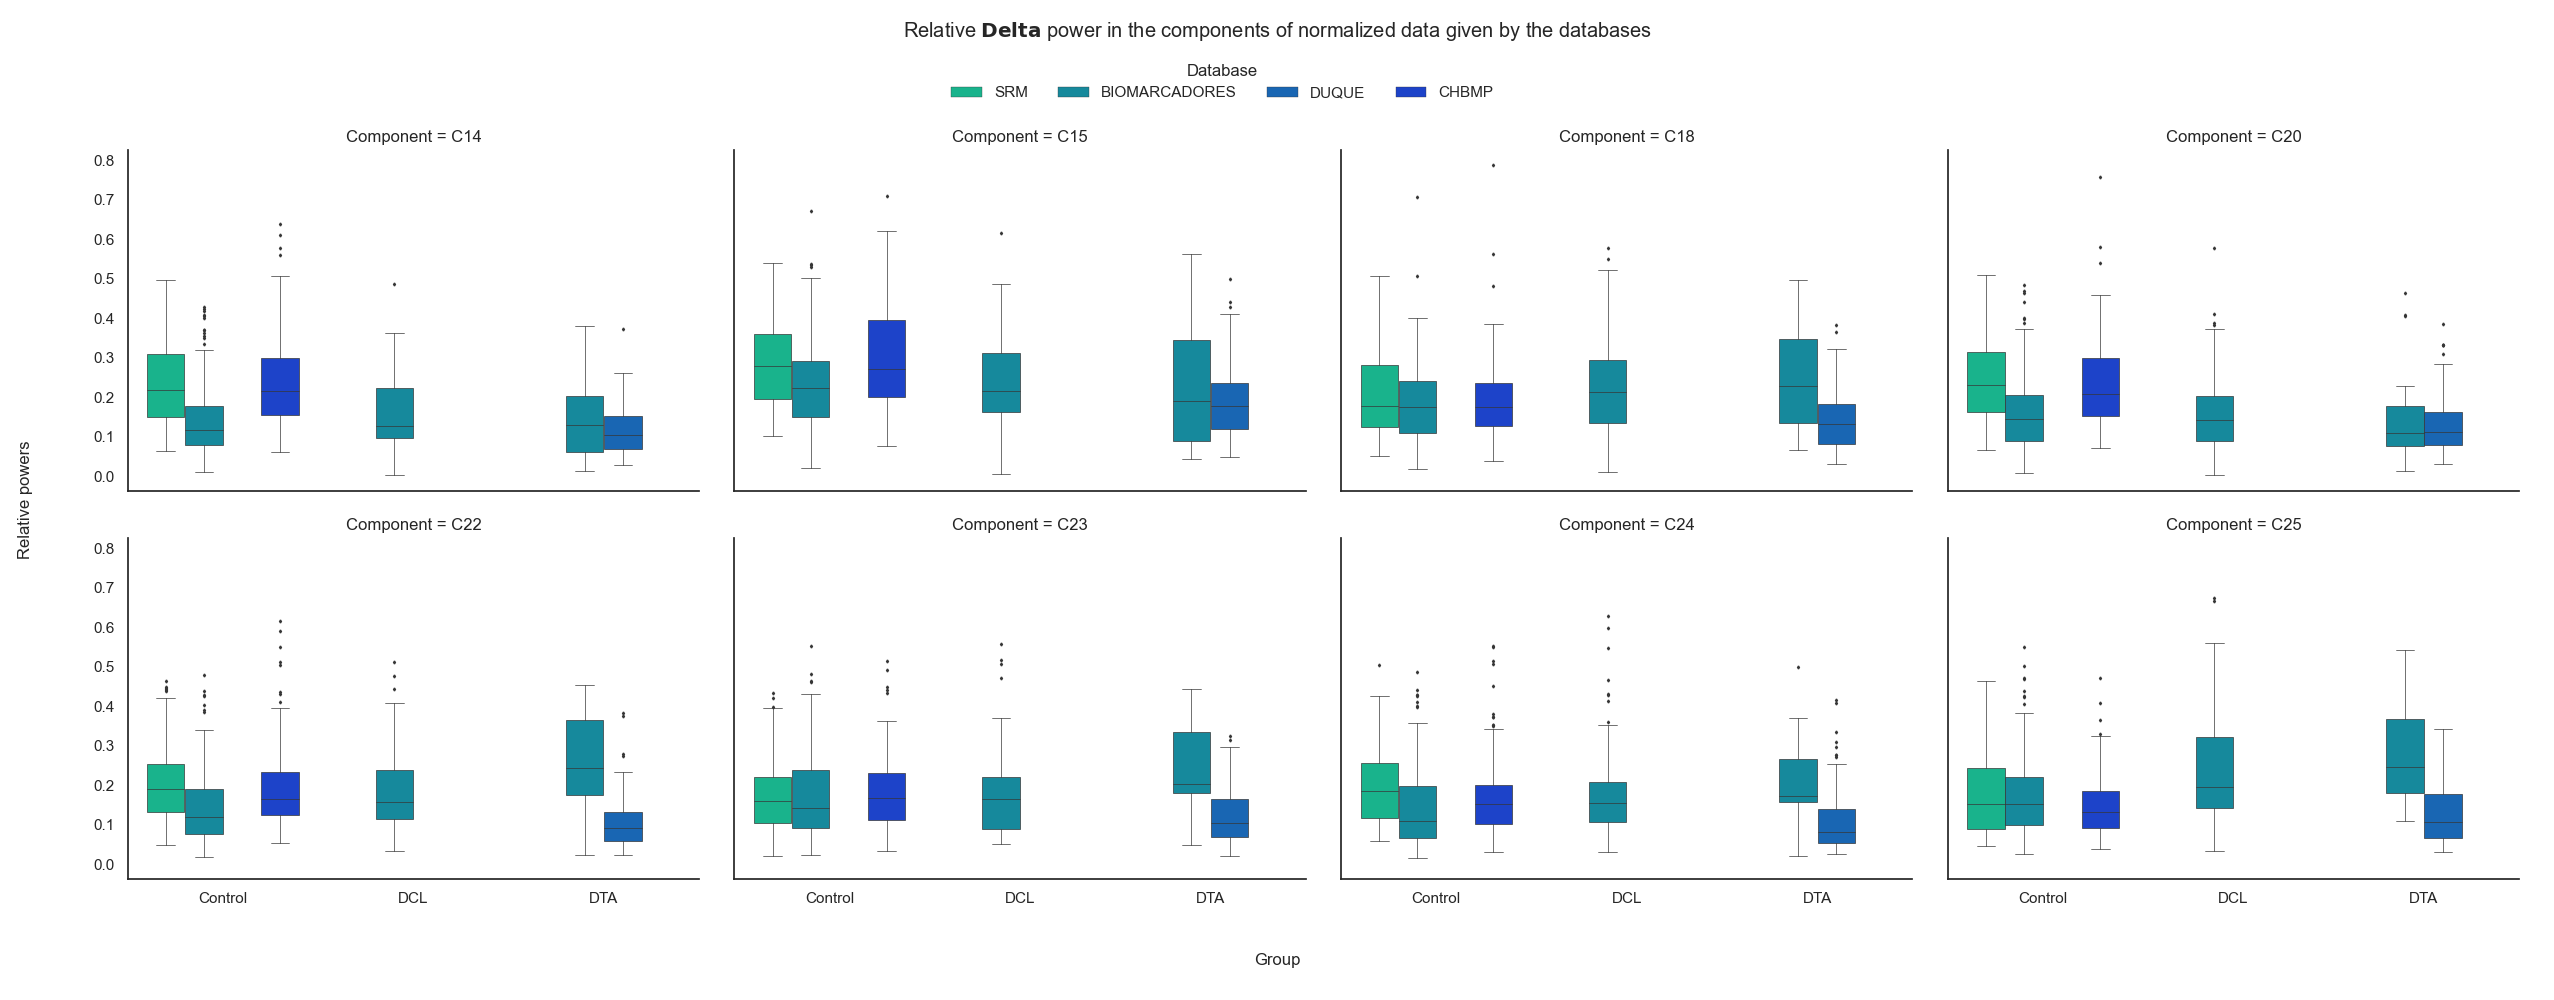 Relative Delta power in the components of normalized data given by the databases
Database
SRM BIOMARCADORES DUQUE CHBMP
Component = C14 Component = C15 Component = C18 Component = C20
0.8
0.7
0.6
0.5
0.4
0.3
0.2
0.1
0.0
Relative powers
Component = C22 Component = C23 Component = C24 Component = C25
0.8
0.7
0.6
0.5
0.4
0.3
0.2
0.1
0.0
Control DCL DTA Control DCL DTA Control DCL DTA Control DCL DTA
Group